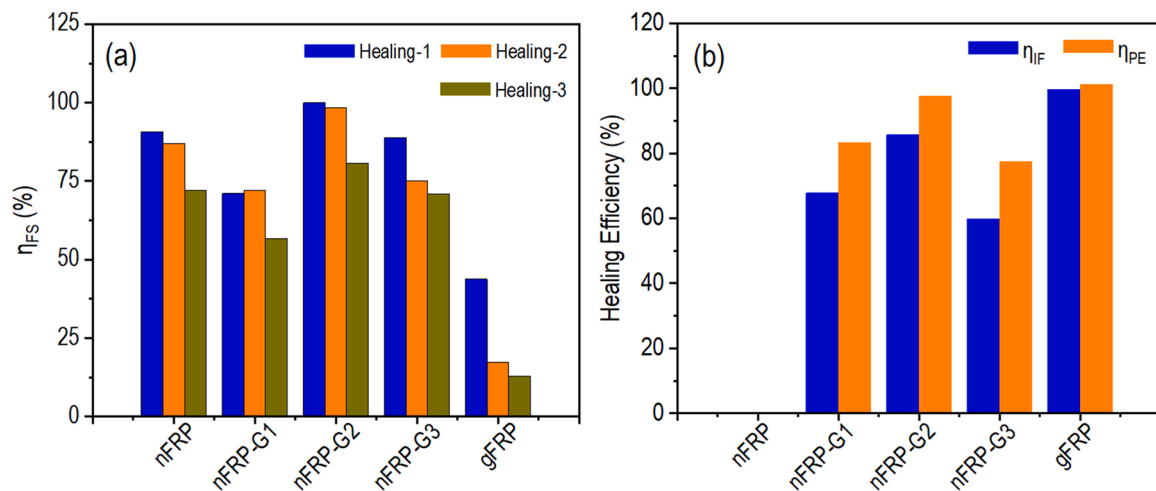 (a)
Healing-1 Healing-2
Healing-3
η_FS (%)
125
100
75
50
25
0
nFRP nFRP-G1 nFRP-G2 nFRP-G3 gFRP
(b)
η_IF η_PE
Healing Efficiency (%)
120
100
80
60
40
20
0
nFRP nFRP-G1 nFRP-G2 nFRP-G3 gFRP